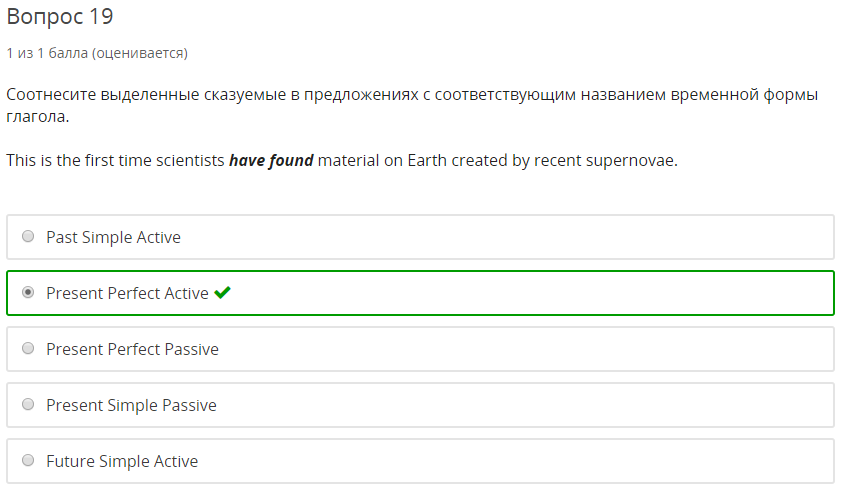 Вопрос 19
1 из 1 балла (оценивается)
Соотнесите выделенные сказуемые в предложениях с соответствующим названием временной формы
глагола.
This is the first time scientists have found material on Earth created by recent supernovae.
Past Simple Active
Present Perfect Active
Present Perfect Passive
Present Simple Passive
Future Simple Active